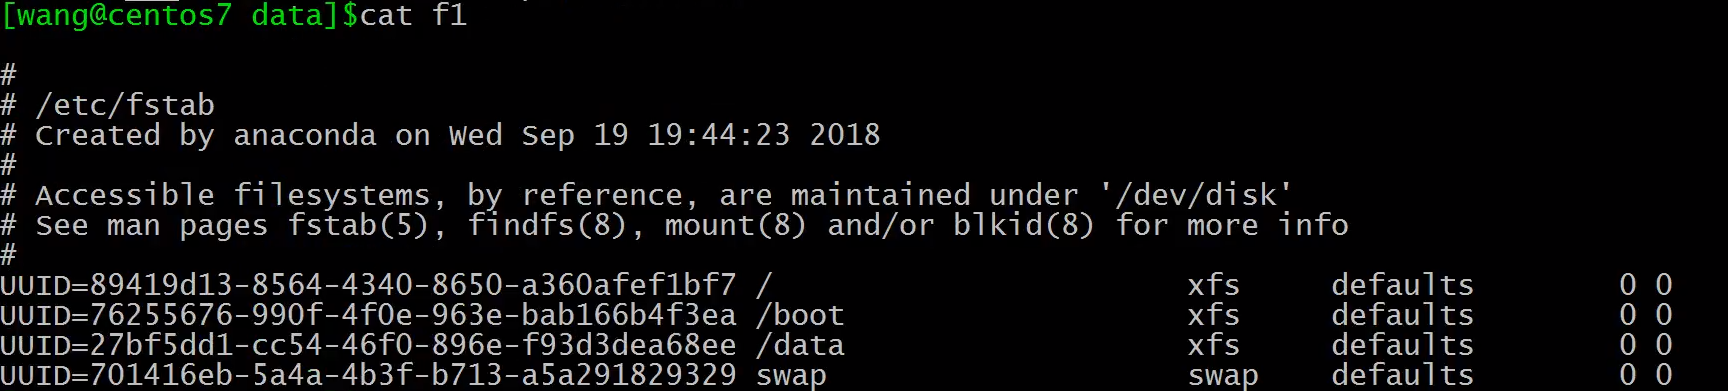 [wang@centos7 data]$cat f1
#
# /etc/fstab
# Created by anaconda on Wed Sep 19 19:44:23 2018
#
# Accessible filesystems, by reference, are maintained under '/dev/disk'
# See man pages fstab(5), findfs(8), mount(8) and/or blkid(8) for more info
#
UUID=89419d13-8564-4340-8650-a360afef1bf7 / xfs defaults 0 0
UUID=76255676-990f-4f0e-963e-bab166b4f3ea /boot xfs defaults 0 0
UUID=27bf5dd1-cc54-46f0-896e-f93d3dea68ee /data xfs defaults 0 0
UUID=701416eb-5a4a-4b3f-b713-a5a291829329 swap swap defaults 0 0